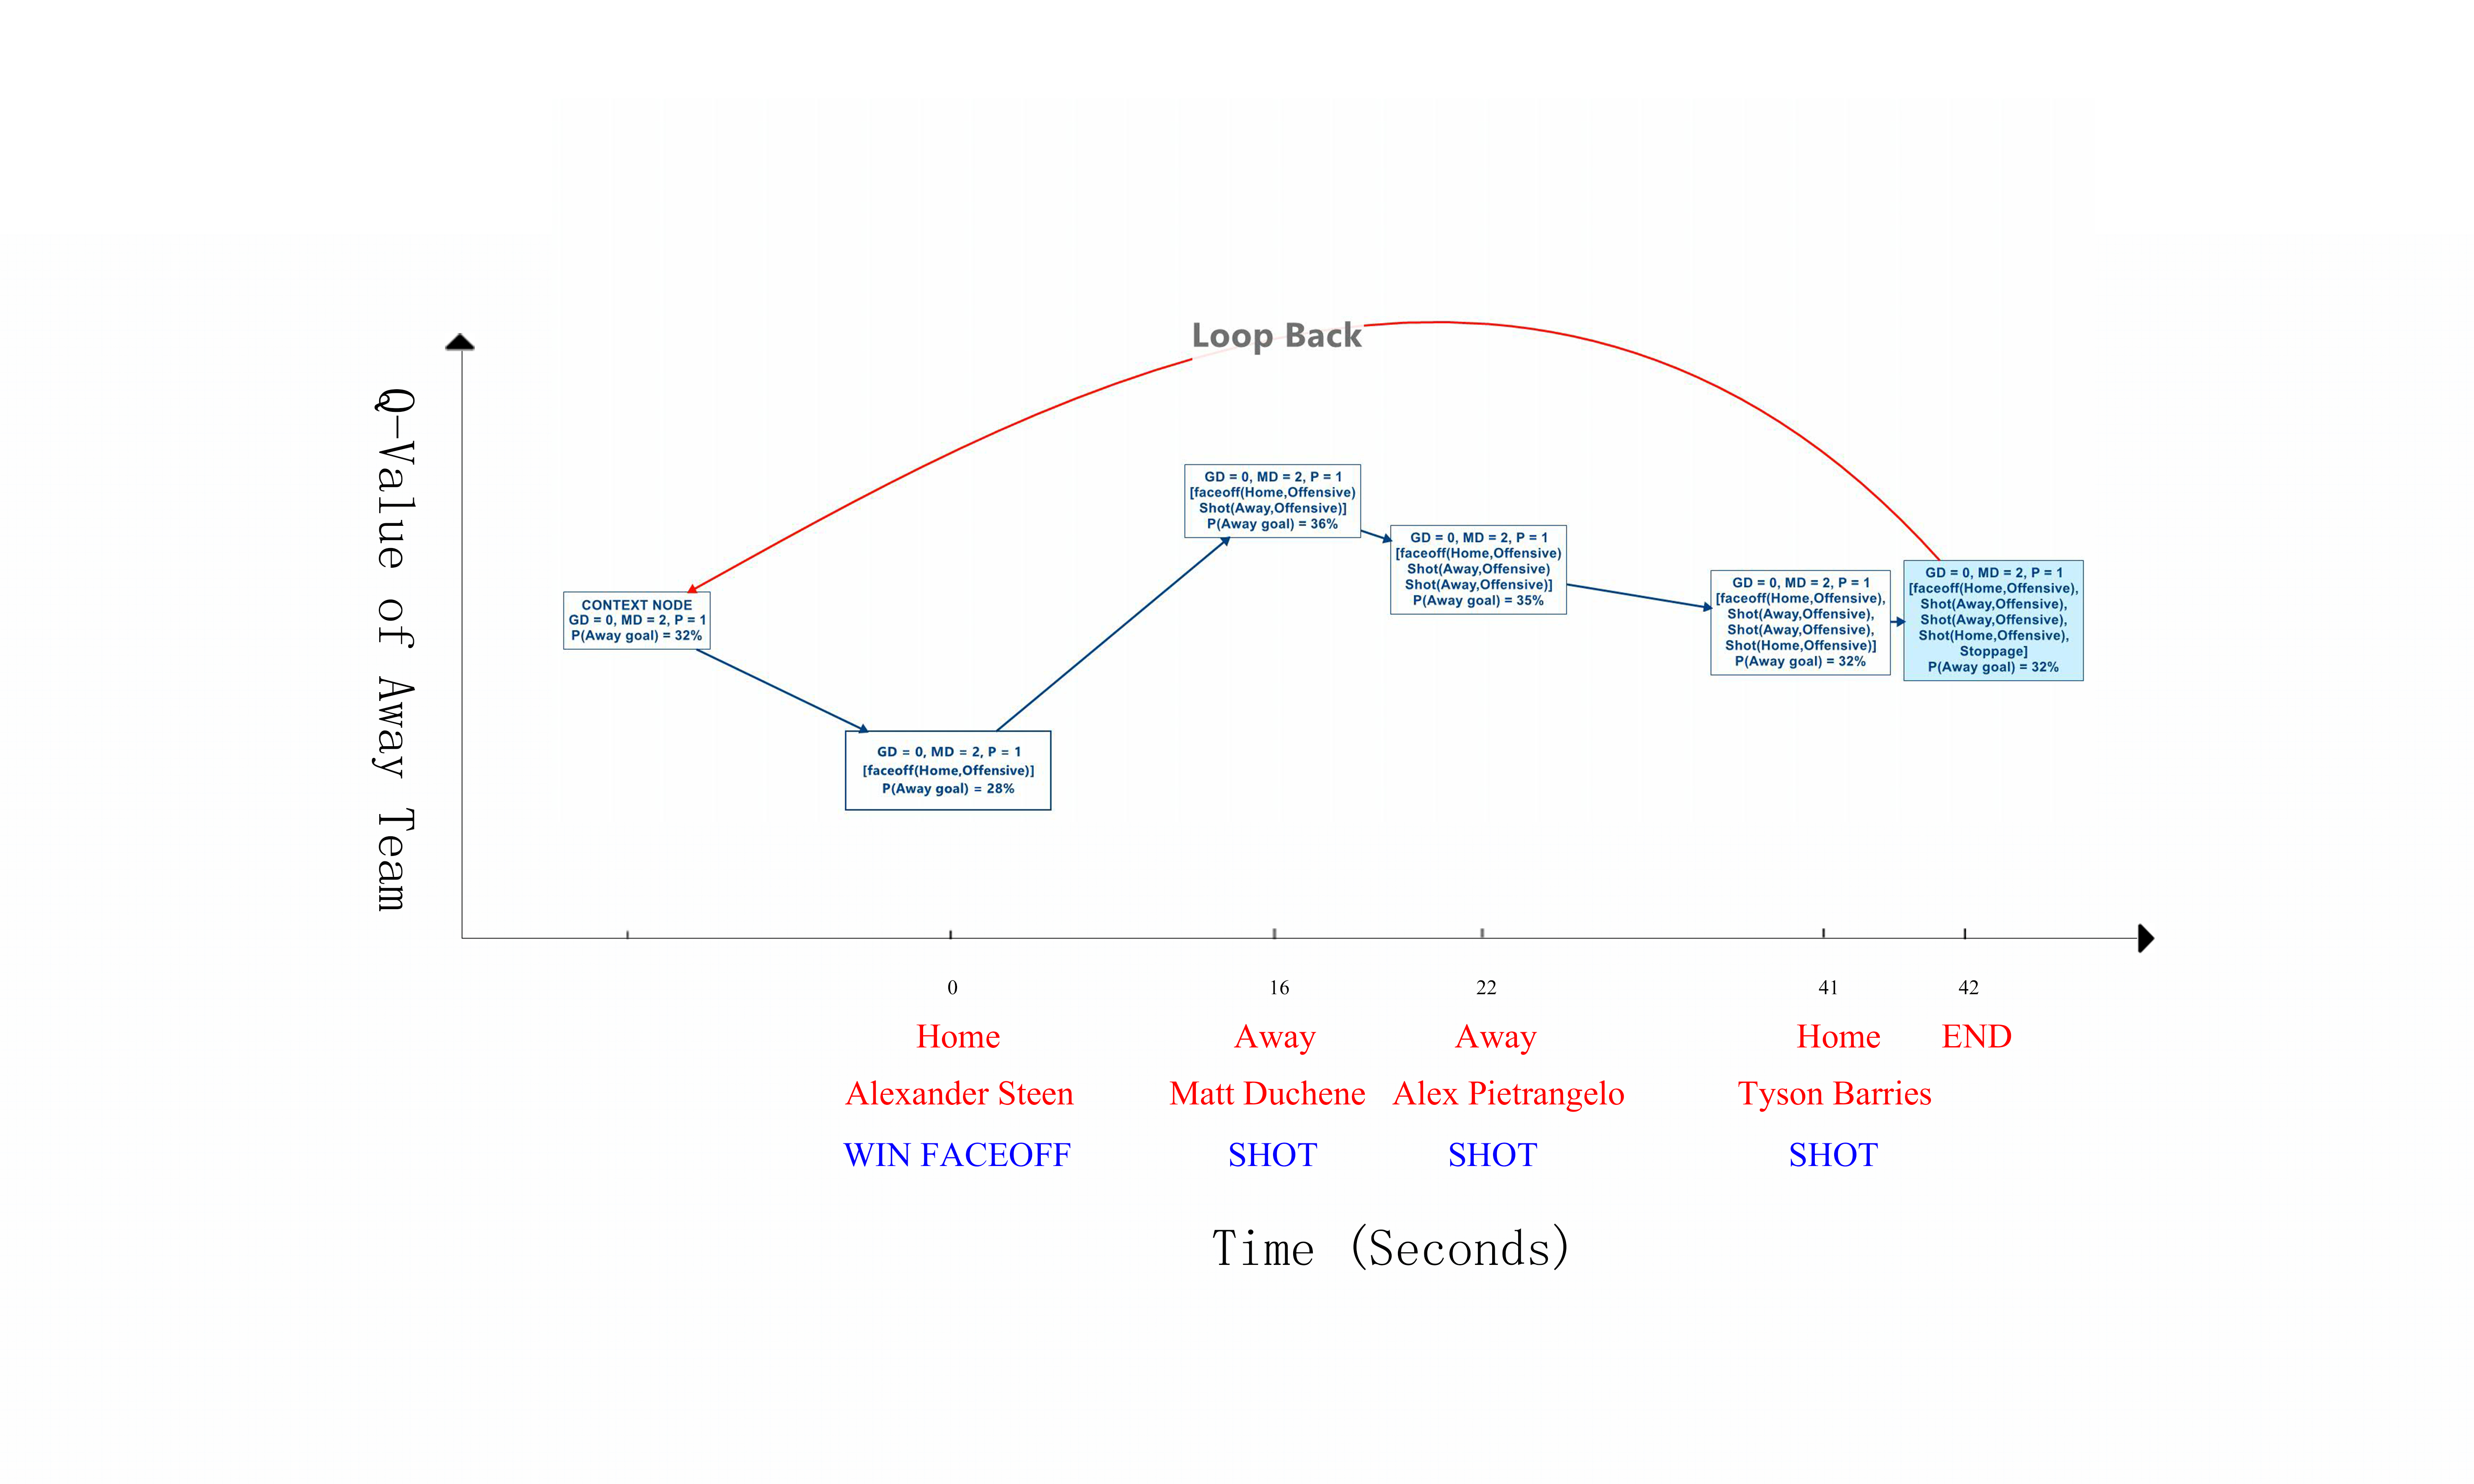 Loop Back
Q-Value of Away Team
CONTEXT NODE
GD = 0, MD = 2, P = 1
P(Away goal) = 32%
GD = 0, MD = 2, P = 1
[faceoff(Home,Offensive)]
P(Away goal) = 28%
GD = 0, MD = 2, P = 1
[faceoff(Home,Offensive)
Shot(Away,Offensive)]
P(Away goal) = 36%
GD = 0, MD = 2, P = 1
[faceoff(Home,Offensive)
Shot(Away,Offensive)
Shot(Away,Offensive)]
P(Away goal) = 35%
GD = 0, MD = 2, P = 1
[faceoff(Home,Offensive),
Shot(Away,Offensive),
Shot(Away,Offensive),
Shot(Home,Offensive)]
P(Away goal) = 32%
GD = 0, MD = 2, P = 1
[faceoff(Home,Offensive),
Shot(Away,Offensive),
Shot(Away,Offensive),
Shot(Home,Offensive),
Stoppage]
P(Away goal) = 32%
0 16 22 41 42
Home Away Away Home END
Alexander Steen Matt Duchene Alex Pietrangelo Tyson Barries
WIN FACEOFF SHOT SHOT SHOT
Time (Seconds)